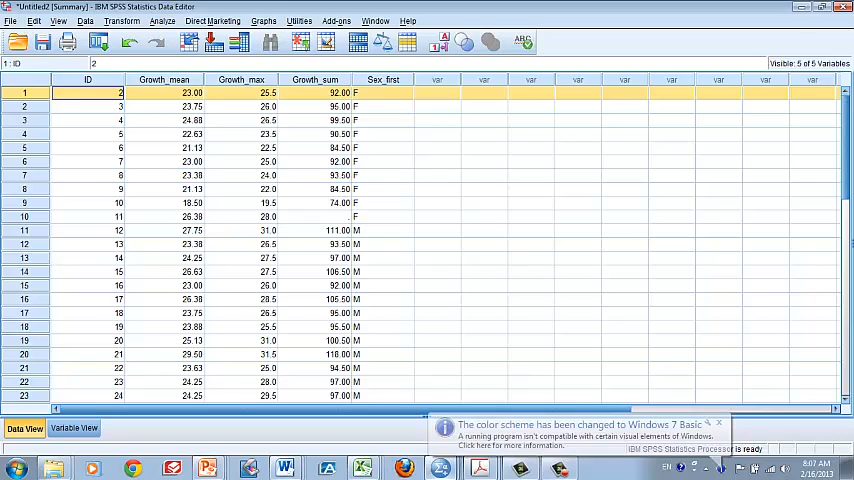 *Untitled2 [Summary] - IBM SPSS Statistics Data Editor
File Edit View Data Transform Analyze Direct Marketing Graphs Utilities Add-ons Window Help
1 : ID 2 Visible: 5 of 5 Variables
ID Growth_mean Growth_max Growth_sum Sex_first var var var var var var var var var
1 2 23.00 25.5 92.00 F
2 3 23.75 26.0 95.00 F
3 4 24.88 26.5 99.50 F
4 5 22.63 23.5 90.50 F
5 6 21.13 22.5 84.50 F
6 7 23.00 25.0 92.00 F
7 8 23.38 24.0 93.50 F
8 9 21.13 22.0 84.50 F
9 10 18.50 19.5 74.00 F
10 11 26.38 28.0 . F
11 12 27.75 31.0 111.00 M
12 13 23.38 26.5 93.50 M
13 14 24.25 27.5 97.00 M
14 15 26.63 27.5 106.50 M
15 16 23.00 26.0 92.00 M
16 17 26.38 28.5 105.50 M
17 18 23.75 26.5 95.00 M
18 19 23.88 25.5 95.50 M
19 20 25.13 31.0 100.50 M
20 21 29.50 31.5 118.00 M
21 22 23.63 25.0 94.50 M
22 23 24.25 28.0 97.00 M
23 24 24.25 29.5 97.00 M
Data View Variable View
The color scheme has been changed to Windows 7 Basic
A running program isn't compatible with certain visual elements of Windows.
Click here for more information.
IBM SPSS Statistics Processor is ready
EN 8:07 AM
2/16/2013